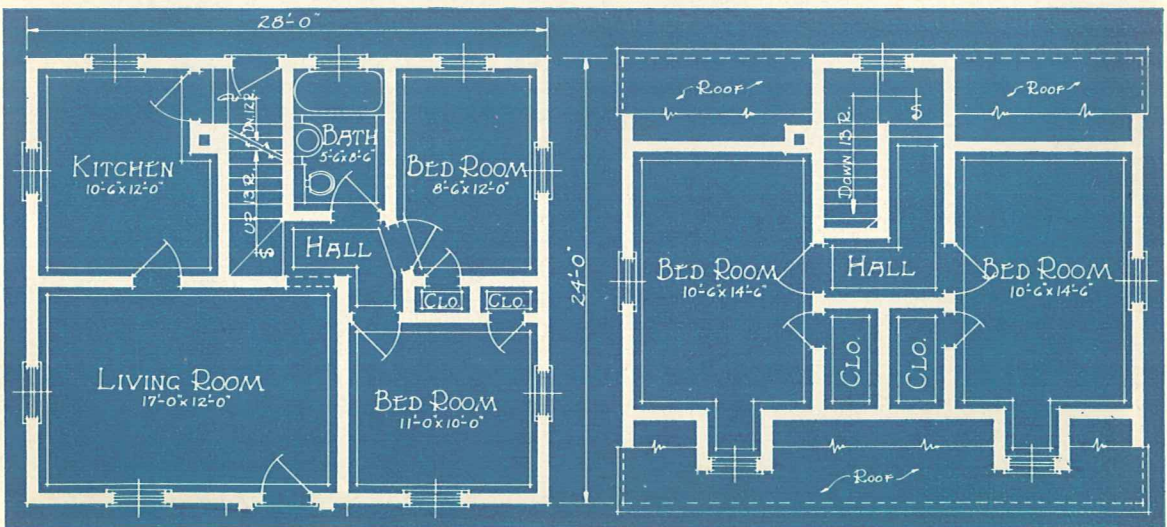 28'-0"
KITCHEN
10'-6"x12'-0"
DN. 12 R.
UP 13 R.
BATH
5'-6"x8'-6"
BED ROOM
8'-6"x12'-0"
HALL
CLO.
CLO.
LIVING ROOM
17'-0"x12'-0"
BED ROOM
11'-0"x10'-0"
24'-0"
ROOF
ROOF
DOWN 13 R.
S
BED ROOM
10'-6"x14'-6"
HALL
BED ROOM
10'-6"x14'-6"
CLO.
CLO.
ROOF